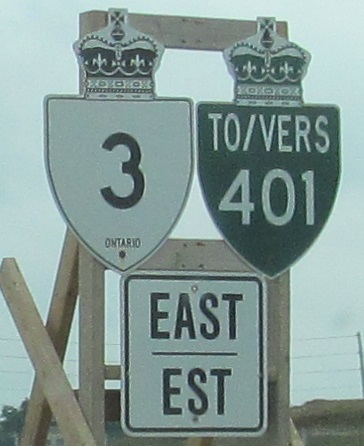 3
ONTARIO
TO/VERS
401
EAST
EST